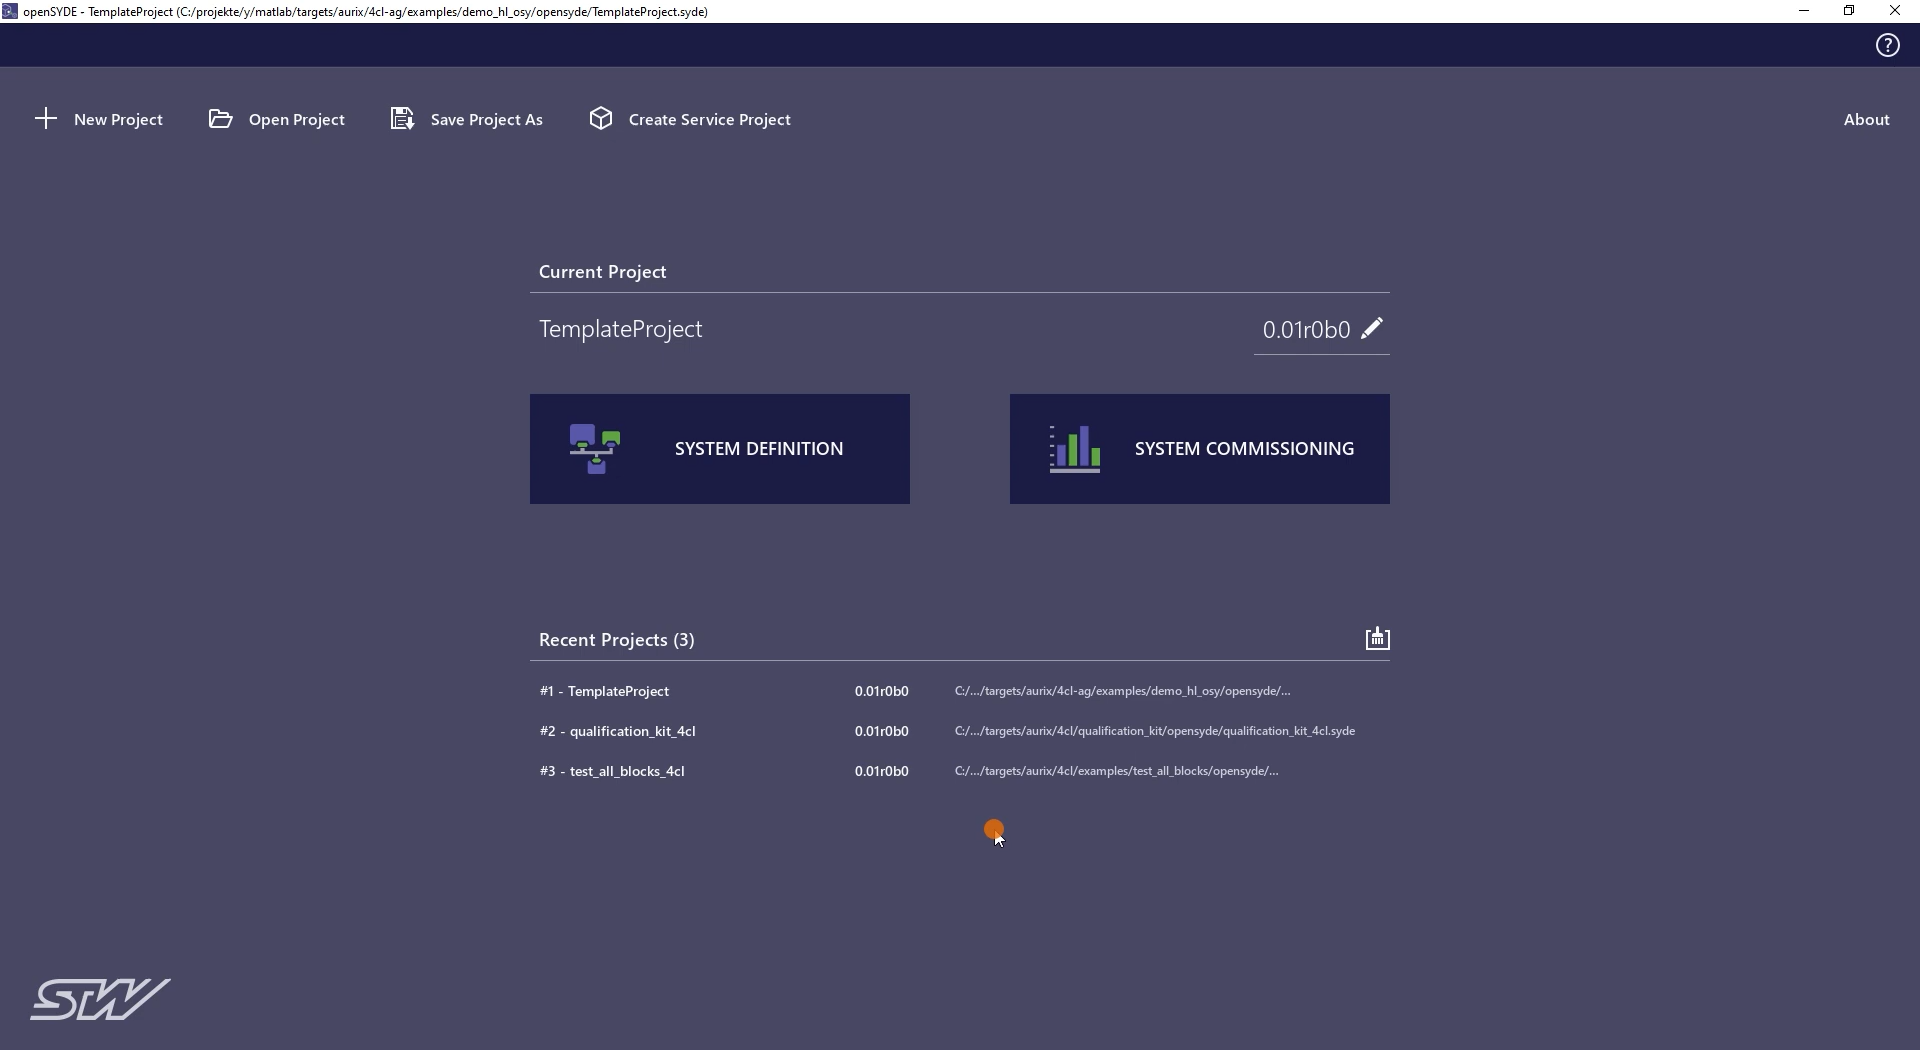 openSYDE - TemplateProject (C:/projekte/y/matlab/targets/aurix/4cl-ag/examples/demo_hl_osy/opensyde/TemplateProject.syde)
?
New Project Open Project Save Project As Create Service Project About
Current Project
TemplateProject 0.01r0b0
SYSTEM DEFINITION SYSTEM COMMISSIONING
Recent Projects (3)
#1 - TemplateProject 0.01r0b0 C:/.../targets/aurix/4cl-ag/examples/demo_hl_osy/opensyde/...
#2 - qualification_kit_4cl 0.01r0b0 C:/.../targets/aurix/4cl/qualification_kit/opensyde/qualification_kit_4cl.syde
#3 - test_all_blocks_4cl 0.01r0b0 C:/.../targets/aurix/4cl/examples/test_all_blocks/opensyde/...
STW